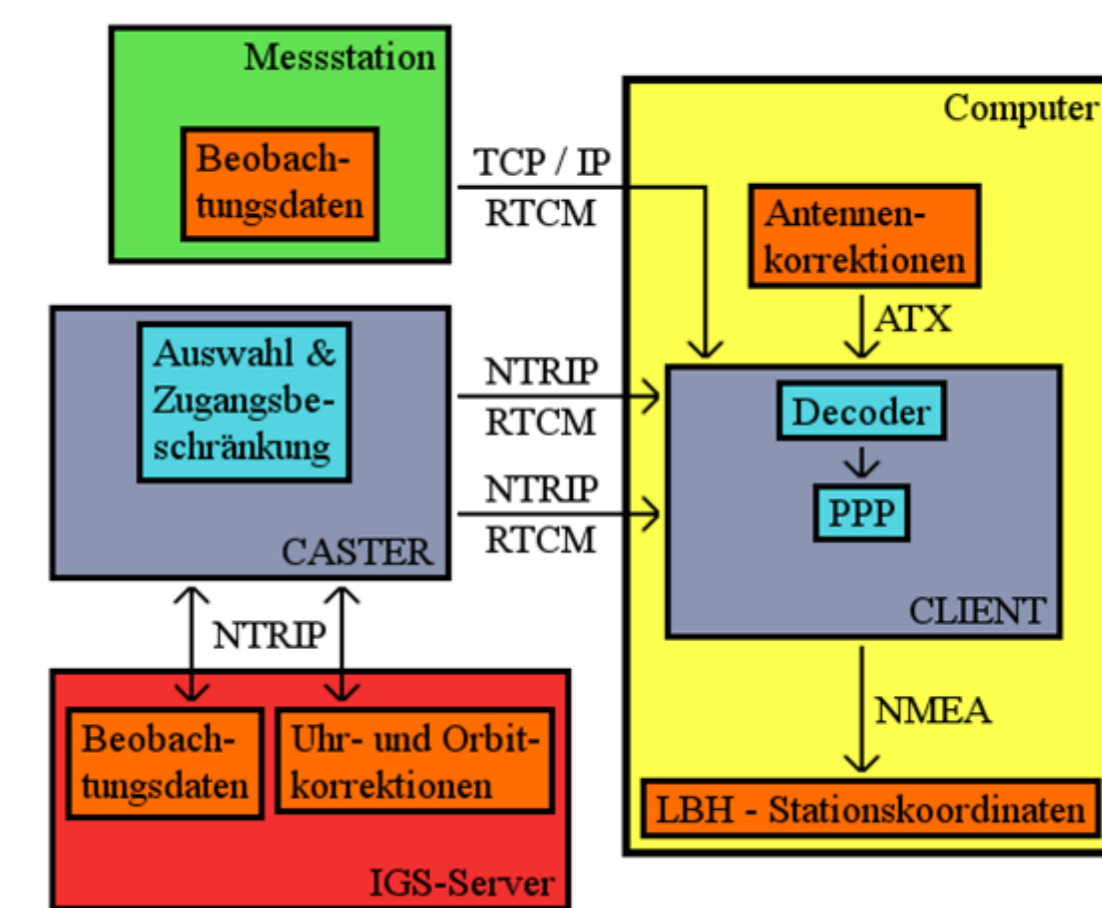 Messstation
Beobach-
tungsdaten
TCP / IP
RTCM
Computer
Antennen-
korrektionen
ATX
Auswahl &
Zugangsbe-
schränkung
CASTER
NTRIP
RTCM
NTRIP
RTCM
Decoder
PPP
CLIENT
NTRIP
NMEA
Beobach-
tungsdaten
Uhr- und Orbit-
korrektionen
IGS-Server
LBH - Stationskoordinaten